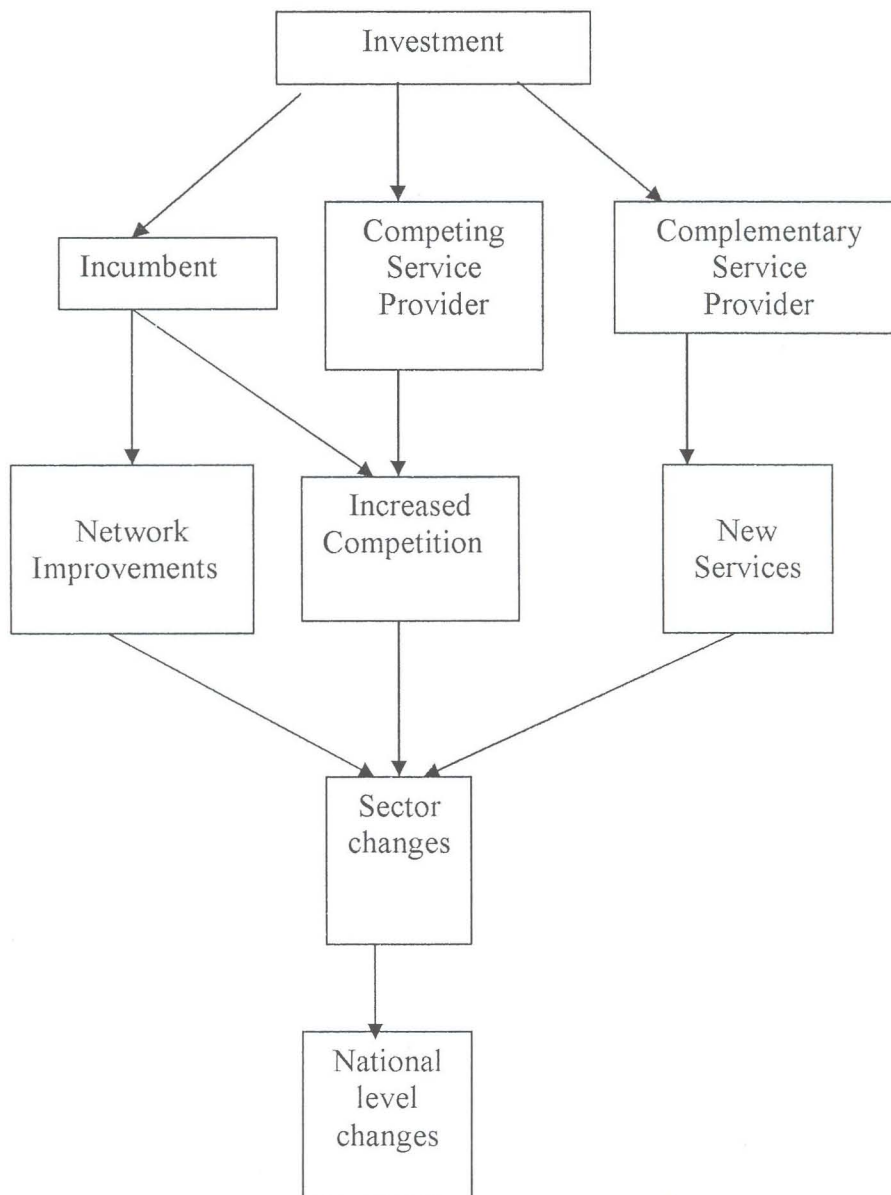 Investment
Incumbent
Competing
Service
Provider
Complementary
Service
Provider
Network
Improvements
Increased
Competition
New
Services
Sector
changes
National
level
changes